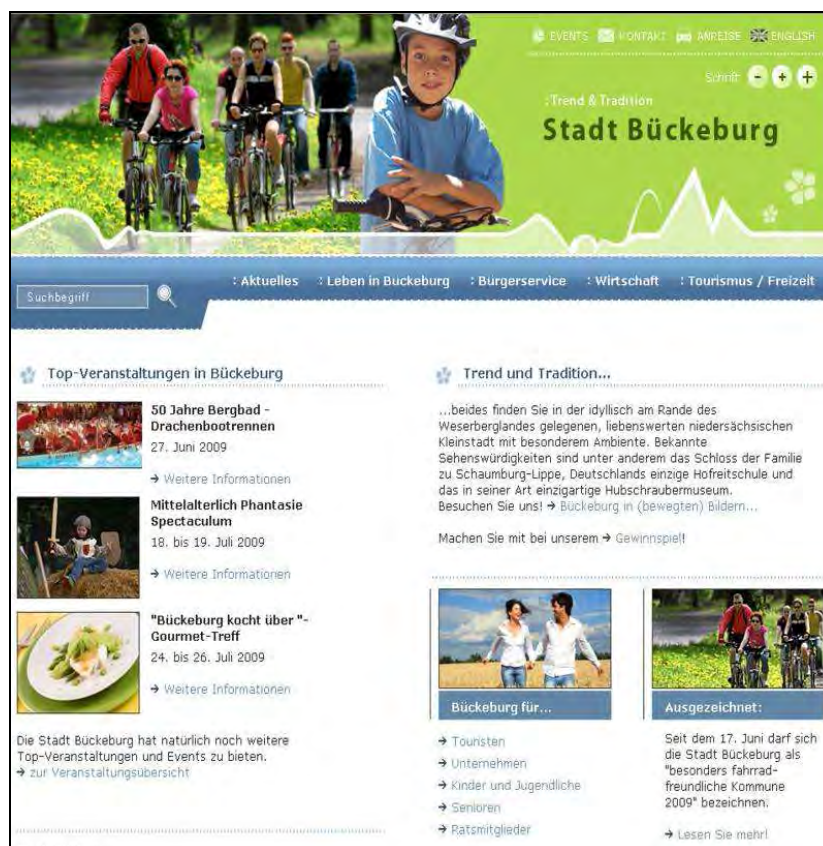 EVENTS KONTAKT ANREISE ENGLISH
Schrift - + +
:Trend & Tradition
Stadt Bückeburg
Suchbegriff
: Aktuelles : Leben in Buckeburg : Burgerservice : Wirtschaft : Tourismus / Freizeit
Top-Veranstaltungen in Bückeburg
50 Jahre Bergbad -
Drachenbootrennen
27. Juni 2009
→ Weitere Informationen
Mittelalterlich Phantasie
Spectaculum
18. bis 19. Juli 2009
→ Weitere Informationen
"Bückeburg kocht über "-
Gourmet-Treff
24. bis 26. Juli 2009
→ Weitere Informationen
Die Stadt Bückeburg hat natürlich noch weitere
Top-Veranstaltungen und Events zu bieten.
→ zur Veranstaltungsübersicht
Trend und Tradition...
...beides finden Sie in der idyllisch am Rande des
Weserberglandes gelegenen, liebenswerten niedersächsischen
Kleinstadt mit besonderem Ambiente. Bekannte
Sehenswürdigkeiten sind unter anderem das Schloss der Familie
zu Schaumburg-Lippe, Deutschlands einzige Hofreitschule und
das in seiner Art einzigartige Hubschraubermuseum.
Besuchen Sie uns! → Bückeburg in (bewegten) Bildern...
Machen Sie mit bei unserem → Gewinnspiel!
Bückeburg für...
→ Touristen
→ Unternehmen
→ Kinder und Jugendliche
→ Senioren
→ Ratsmitglieder
Ausgezeichnet:
Seit dem 17. Juni darf sich
die Stadt Bückeburg als
"besonders fahrrad-
freundliche Kommune
2009" bezeichnen.
→ Lesen Sie mehr!